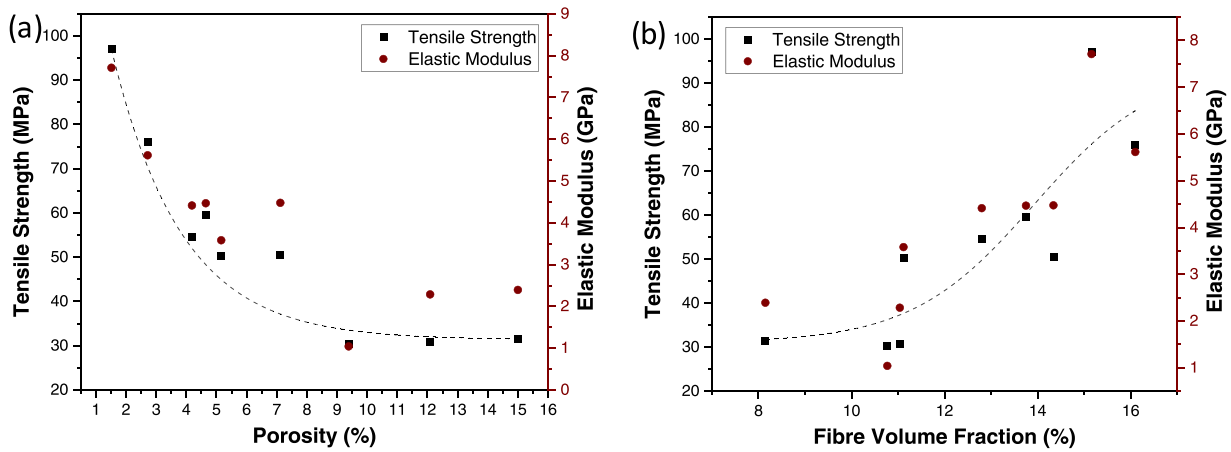 (a)
Tensile Strength
Elastic Modulus
Tensile Strength (MPa)
100
90
80
70
60
50
40
30
20
9
8
7
6
5
4
3
2
1
0
Elastic Modulus (GPa)
1 2 3 4 5 6 7 8 9 10 11 12 13 14 15 16
Porosity (%)
(b)
Tensile Strength
Elastic Modulus
Tensile Strength (MPa)
100
90
80
70
60
50
40
30
20
8
7
6
5
4
3
2
1
Elastic Modulus (GPa)
8 10 12 14 16
Fibre Volume Fraction (%)